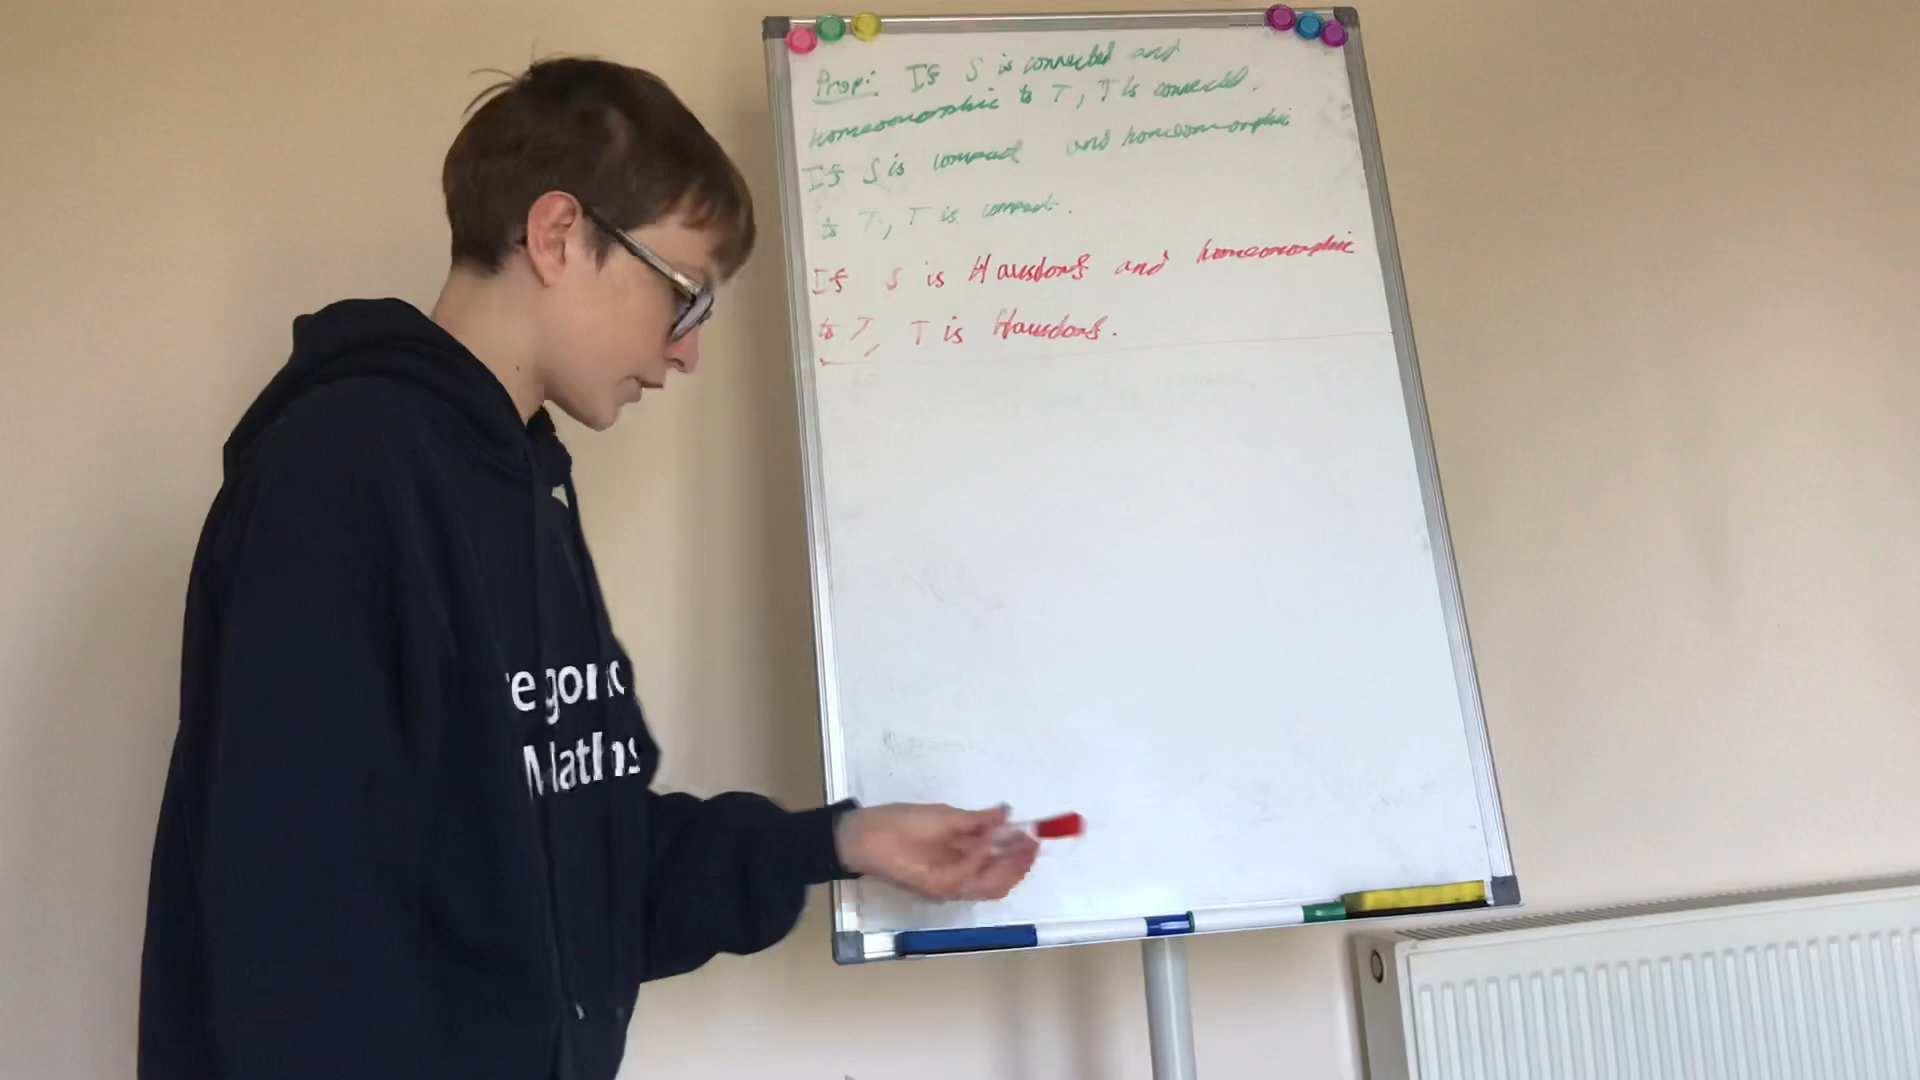 Prop: If S is connected and
homeomorphic to T, T is connected.
If S is compact and homeomorphic
to T, T is compact.
If S is Hausdorff and homeomorphic
to T, T is Hausdorff.
Maths